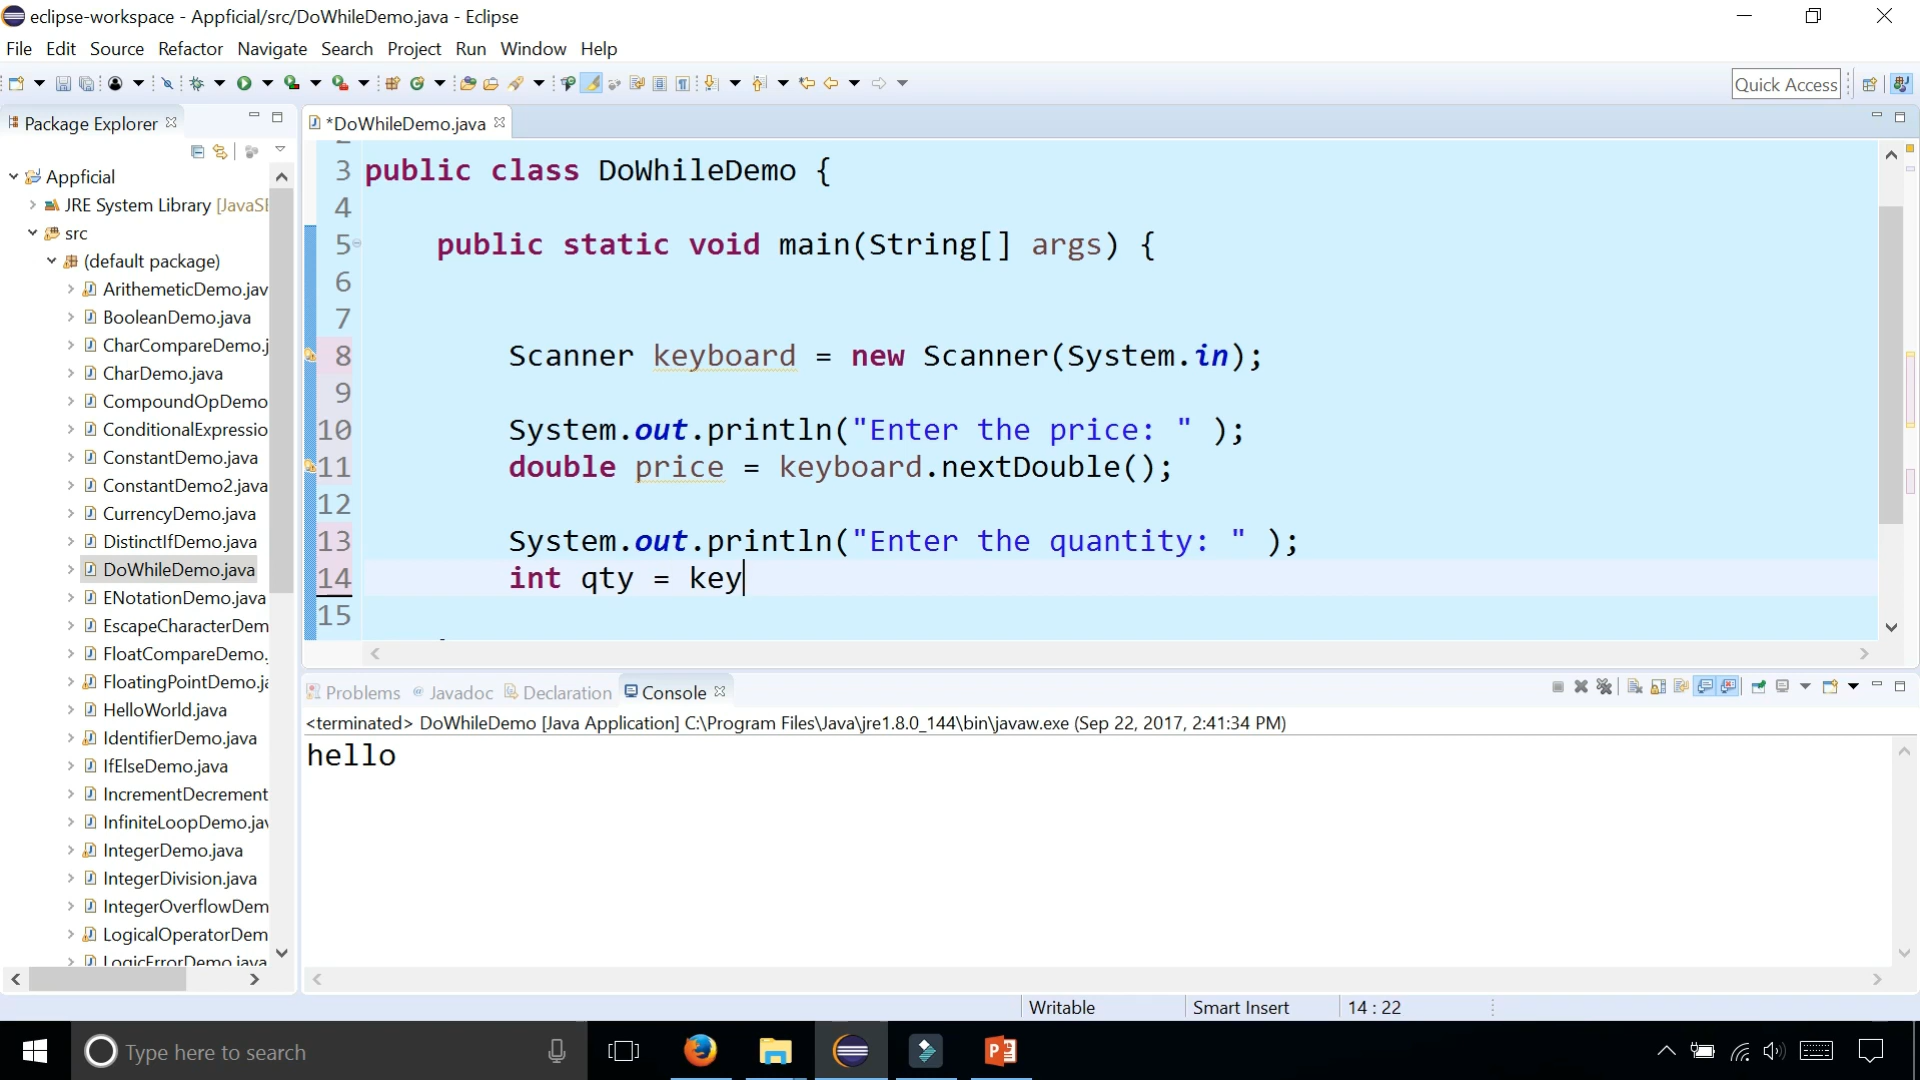 eclipse-workspace - Appficial/src/DoWhileDemo.java - Eclipse
File Edit Source Refactor Navigate Search Project Run Window Help
Quick Access
Package Explorer
*DoWhileDemo.java
Appficial
JRE System Library [JavaSE
src
(default package)
ArithemeticDemo.jav
BooleanDemo.java
CharCompareDemo.j
CharDemo.java
CompoundOpDemo
ConditionalExpressio
ConstantDemo.java
ConstantDemo2.java
CurrencyDemo.java
DistinctIfDemo.java
DoWhileDemo.java
ENotationDemo.java
EscapeCharacterDem
FloatCompareDemo.
FloatingPointDemo.ja
HelloWorld.java
IdentifierDemo.java
IfElseDemo.java
IncrementDecrement
InfiniteLoopDemo.jav
IntegerDemo.java
IntegerDivision.java
IntegerOverflowDem
LogicalOperatorDem
LogicErrorDemo.java
3 public class DoWhileDemo {
4
5 public static void main(String[] args) {
6
7
8 Scanner keyboard = new Scanner(System.in);
9
10 System.out.println("Enter the price: " );
11 double price = keyboard.nextDouble();
12
13 System.out.println("Enter the quantity: " );
14 int qty = key
15
Problems Javadoc Declaration Console
<terminated> DoWhileDemo [Java Application] C:\Program Files\Java\jre1.8.0_144\bin\javaw.exe (Sep 22, 2017, 2:41:34 PM)
hello
Writable Smart Insert 14 : 22
Type here to search